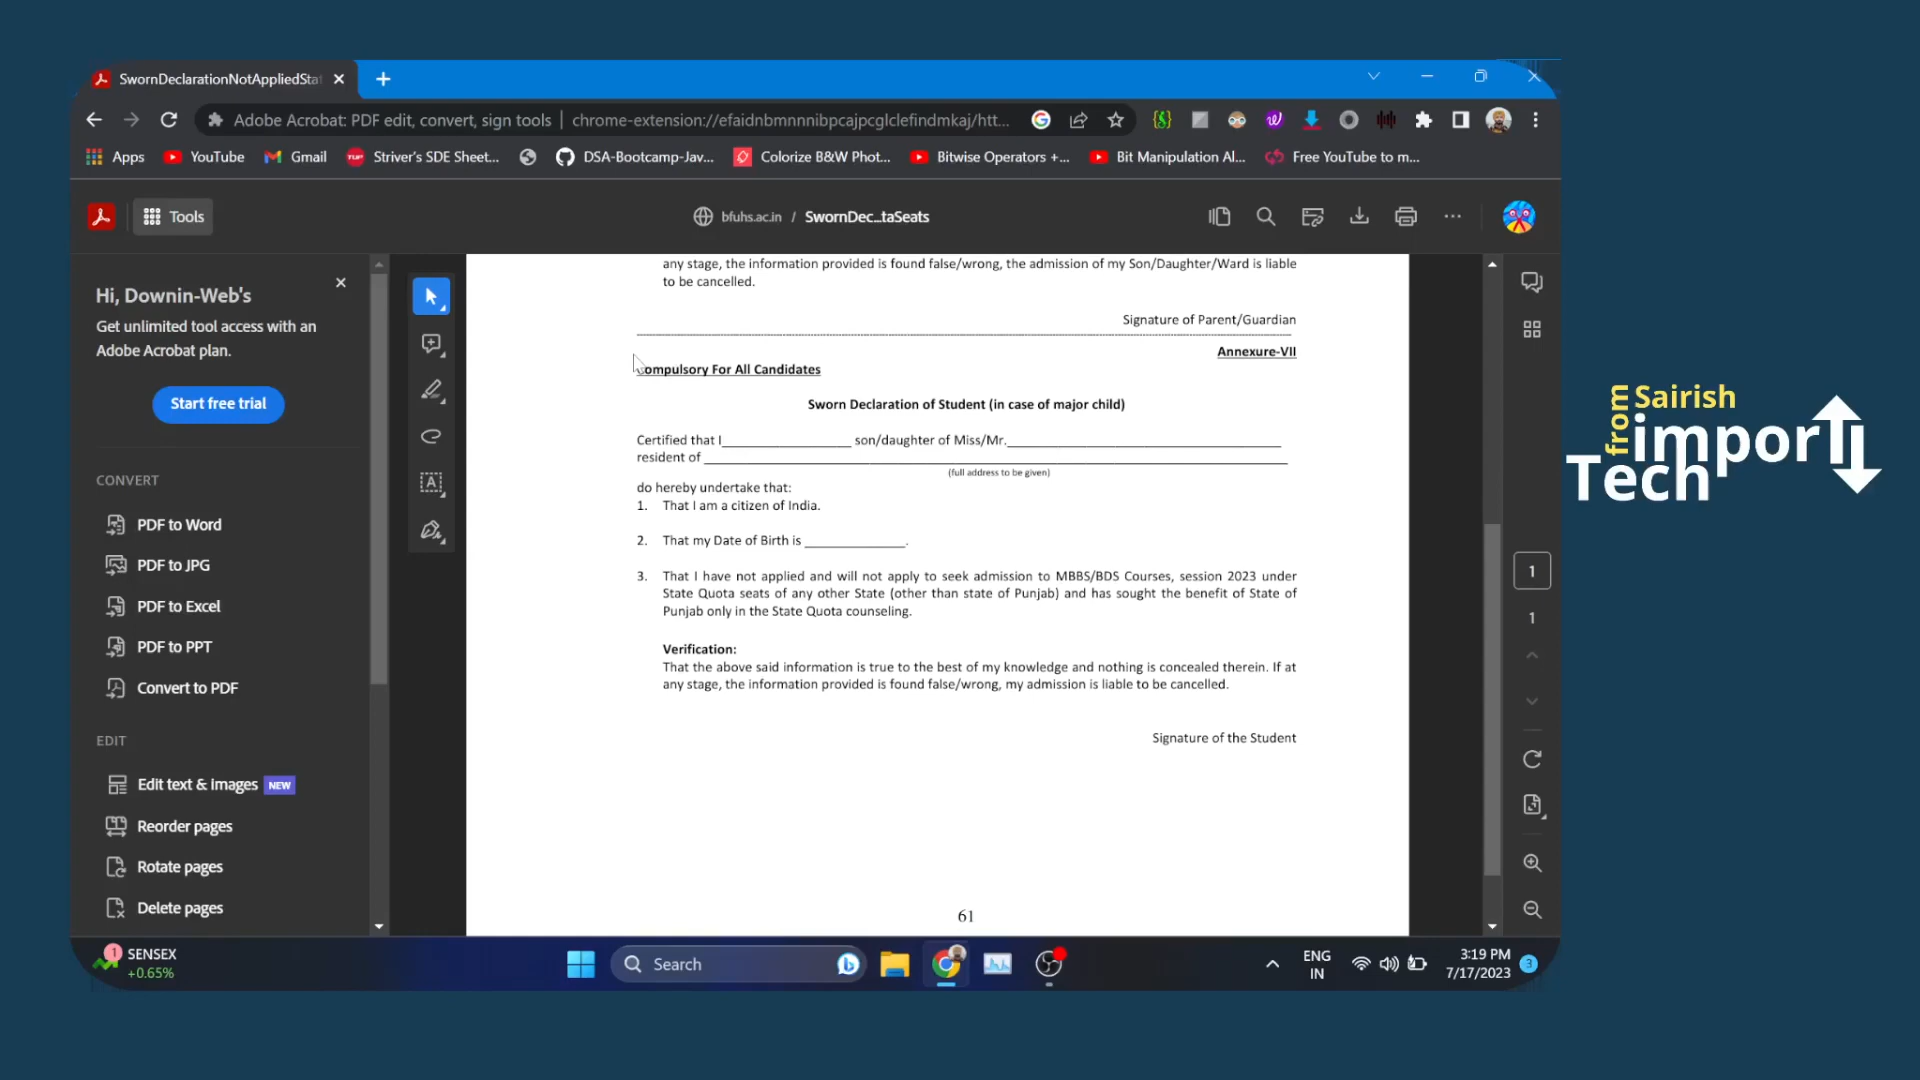 SwornDeclarationNotAppliedSta
Adobe Acrobat: PDF edit, convert, sign tools | chrome-extension://efaidnbmnnnibpcajpcglclefindmkaj/htt...
Apps YouTube Gmail Striver's SDE Sheet... DSA-Bootcamp-Jav... Colorize B&W Phot... Bitwise Operators +... Bit Manipulation Al... Free YouTube to m...
Tools bfuhs.ac.in / SwornDec...taSeats
Hi, Downin-Web's
Get unlimited tool access with an
Adobe Acrobat plan.
Start free trial
CONVERT
PDF to Word
PDF to JPG
PDF to Excel
PDF to PPT
Convert to PDF
EDIT
Edit text & images NEW
Reorder pages
Rotate pages
Delete pages
any stage, the information provided is found false/wrong, the admission of my Son/Daughter/Ward is liable
to be cancelled.
Signature of Parent/Guardian
Annexure-VII
ompulsory For All Candidates
Sworn Declaration of Student (in case of major child)
Certified that I__________________ son/daughter of Miss/Mr.______________________________________
resident of ________________________________________________________________________________
(full address to be given)
do hereby undertake that:
1. That I am a citizen of India.
2. That my Date of Birth is ______________.
3. That I have not applied and will not apply to seek admission to MBBS/BDS Courses, session 2023 under
State Quota seats of any other State (other than state of Punjab) and has sought the benefit of State of
Punjab only in the State Quota counseling.
Verification:
That the above said information is true to the best of my knowledge and nothing is concealed therein. If at
any stage, the information provided is found false/wrong, my admission is liable to be cancelled.
Signature of the Student
61
1
1
from Sairish
import
Tech
1
SENSEX
+0.65%
Search
ENG
IN
3:19 PM
7/17/2023
3